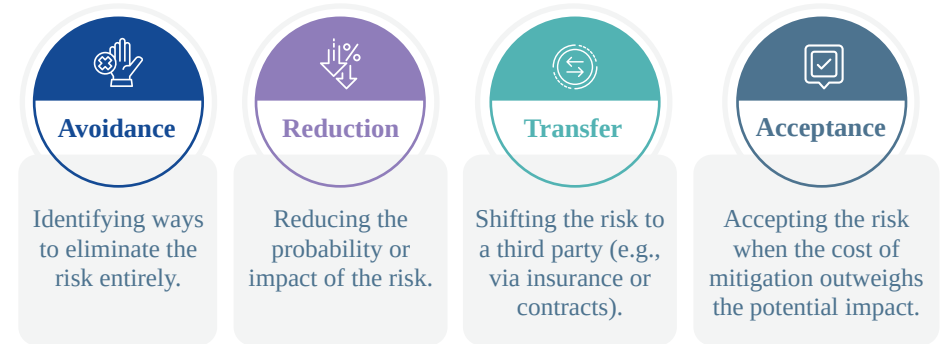 Avoidance
Identifying ways
to eliminate the
risk entirely.
%
Reduction
Reducing the
probability or
impact of the risk.
Transfer
Shifting the risk to
a third party (e.g.,
via insurance or
contracts).
Acceptance
Accepting the risk
when the cost of
mitigation outweighs
the potential impact.